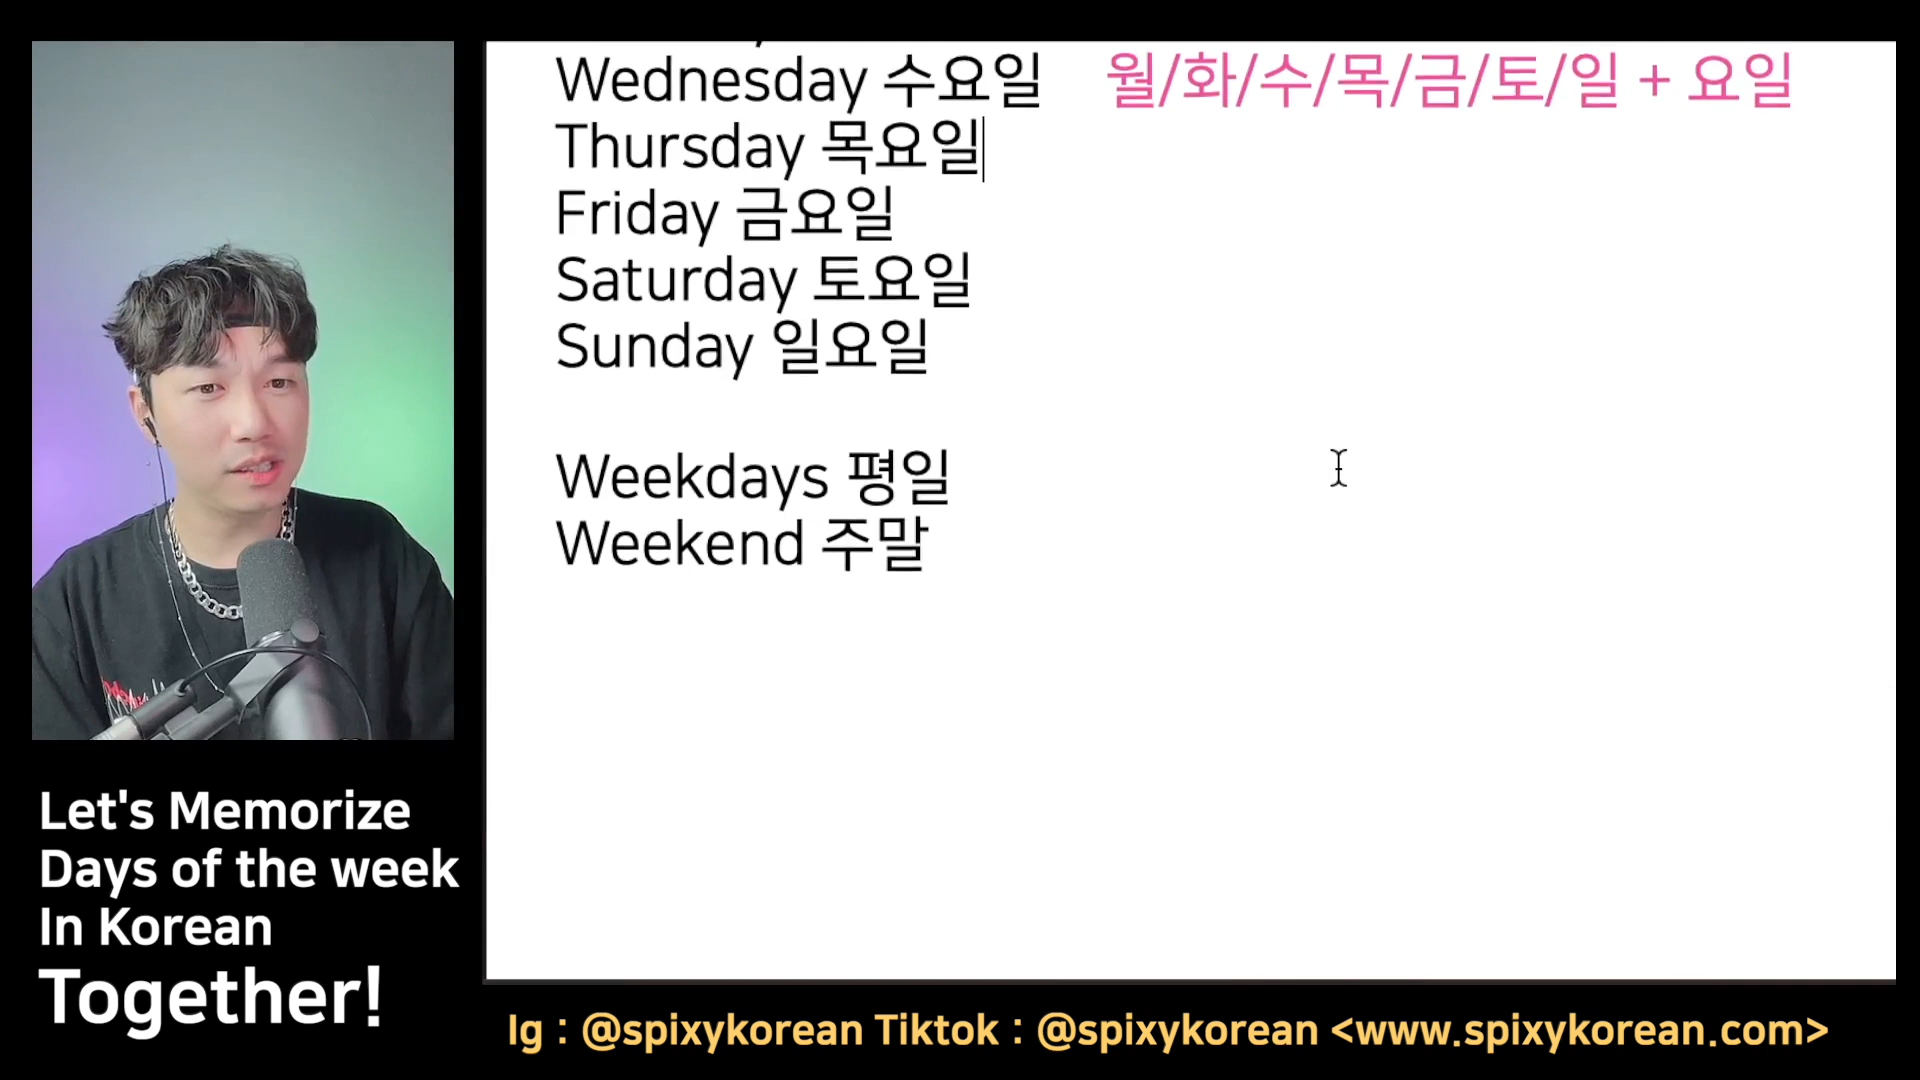 Wednesday 수요일 월/화/수/목/금/토/일 + 요일
Thursday 목요일
Friday 금요일
Saturday 토요일
Sunday 일요일
Weekdays 평일
Weekend 주말
Let's Memorize
Days of the week
In Korean
Together!
Ig : @spixykorean Tiktok : @spixykorean <www.spixykorean.com>